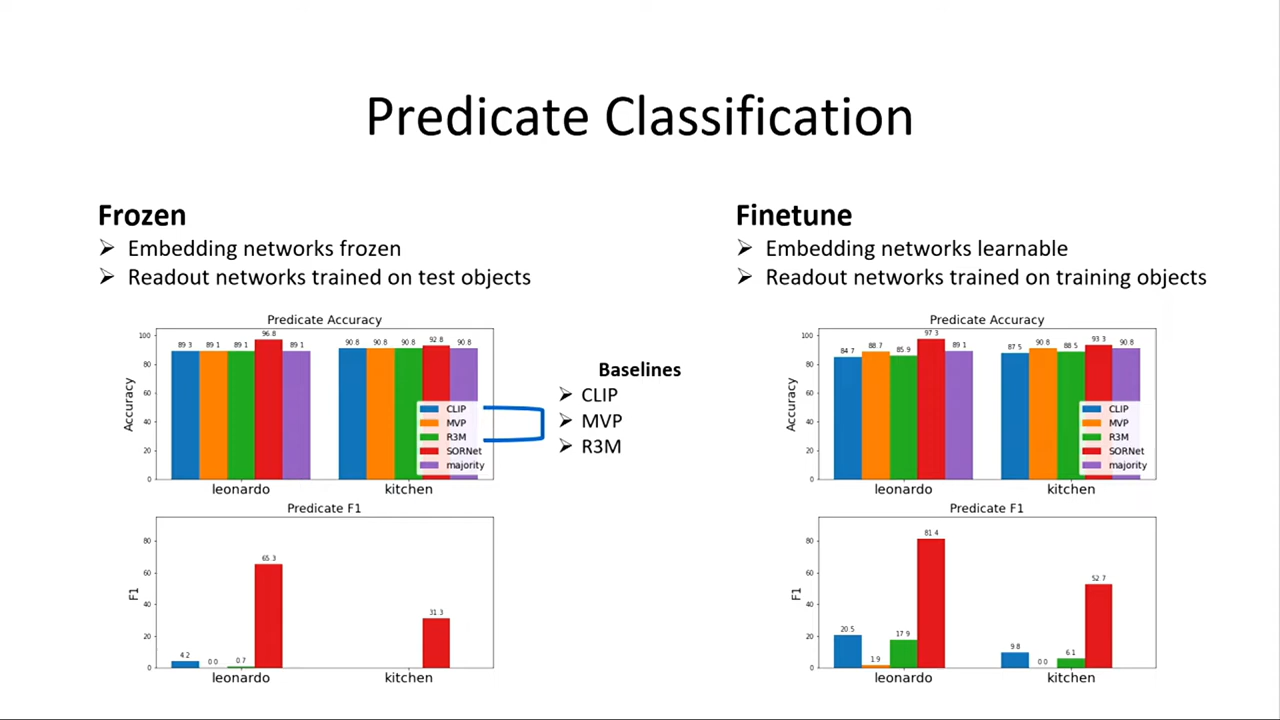 Predicate Classification
Frozen
➢ Embedding networks frozen
➢ Readout networks trained on test objects
Predicate Accuracy
Accuracy
100
80
60
40
20
0
89.3 89.1 89.1 96.8 89.1
90.8 90.8 90.8 92.8 90.8
CLIP
MVP
R3M
SORNet
majority
leonardo kitchen
Predicate F1
F1
80
60
40
20
0
4.2 0.0 0.7 65.3
31.3
leonardo kitchen
Baselines
➢ CLIP
➢ MVP
➢ R3M
Finetune
➢ Embedding networks learnable
➢ Readout networks trained on training objects
Predicate Accuracy
Accuracy
100
80
60
40
20
0
84.7 88.7 85.9 97.3 89.1
87.5 90.8 88.5 93.3 90.8
CLIP
MVP
R3M
SORNet
majority
leonardo kitchen
Predicate F1
F1
80
60
40
20
0
20.5 1.9 17.9 81.4
9.8 0.0 6.1 52.7
leonardo kitchen